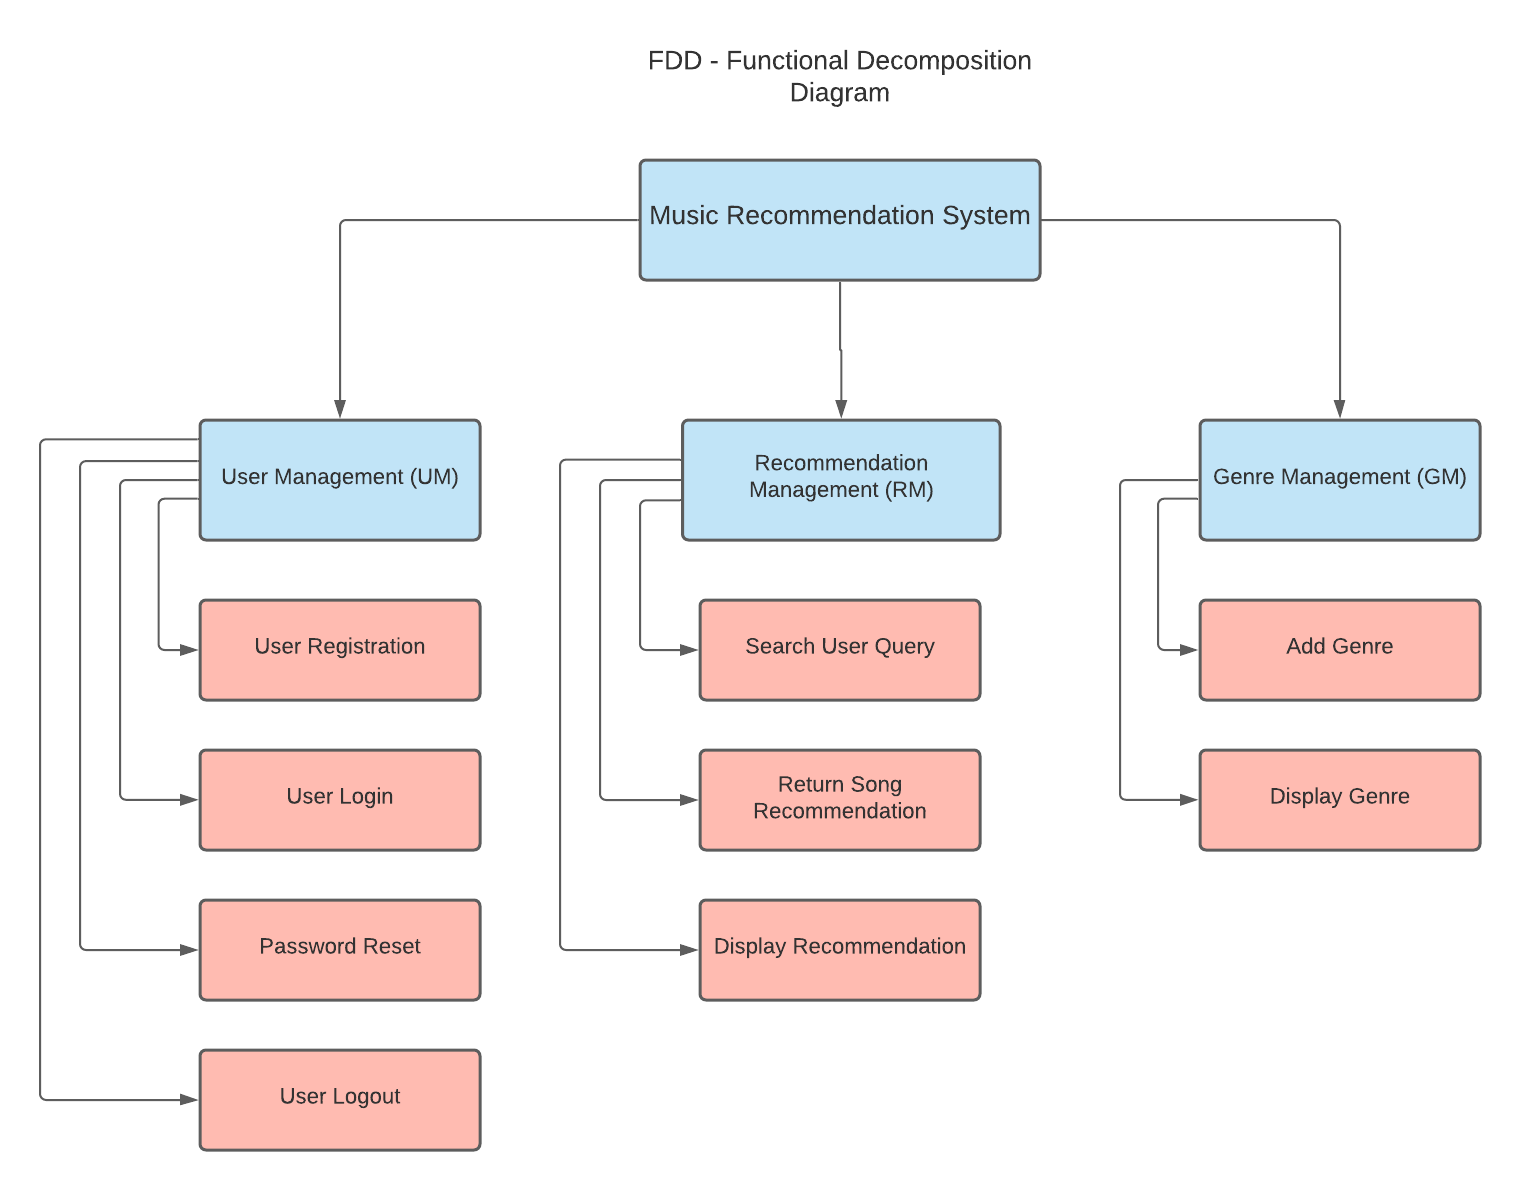 FDD - Functional Decomposition
Diagram
Music Recommendation System
User Management (UM)
Recommendation
Management (RM)
Genre Management (GM)
User Registration
Search User Query
Add Genre
User Login
Return Song
Recommendation
Display Genre
Password Reset
Display Recommendation
User Logout